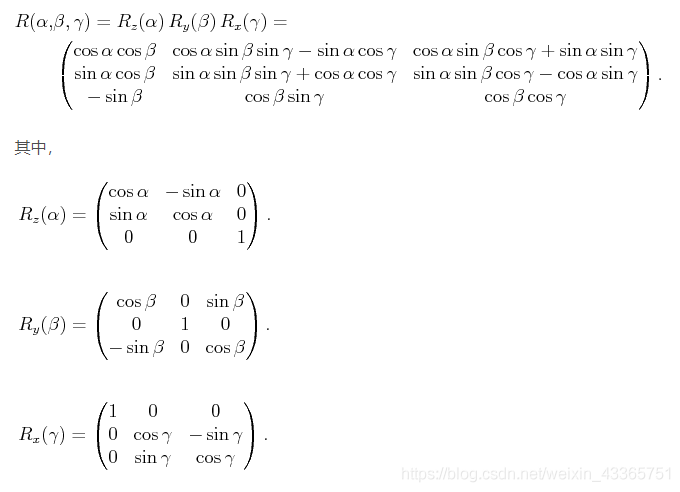 R(α,β,γ) = R_z(α) R_y(β) R_x(γ) =
( cos α cos β   cos α sin β sin γ − sin α cos γ   cos α sin β cos γ + sin α sin γ
sin α cos β   sin α sin β sin γ + cos α cos γ   sin α sin β cos γ − cos α sin γ
− sin β   cos β sin γ   cos β cos γ ) .
其中,
R_z(α) = ( cos α   − sin α   0
sin α   cos α   0
0   0   1 ) .
R_y(β) = ( cos β   0   sin β
0   1   0
− sin β   0   cos β ) .
R_x(γ) = ( 1   0   0
0   cos γ   − sin γ
0   sin γ   cos γ ) .
https://blog.csdn.net/weixin_43365751